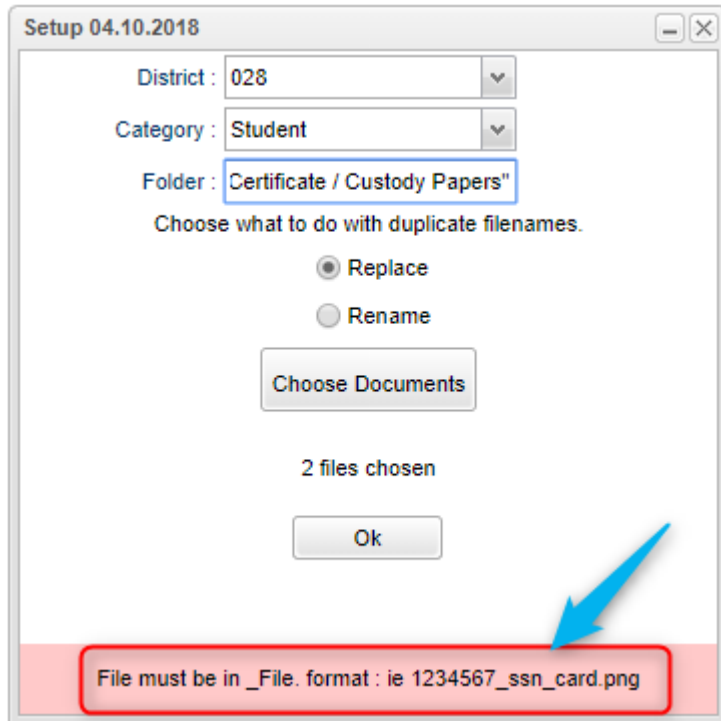 Setup 04.10.2018
District : 028
Category : Student
Folder : Certificate / Custody Papers"
Choose what to do with duplicate filenames.
Replace
Rename
Choose Documents
2 files chosen
Ok
File must be in _File. format : ie 1234567_ssn_card.png